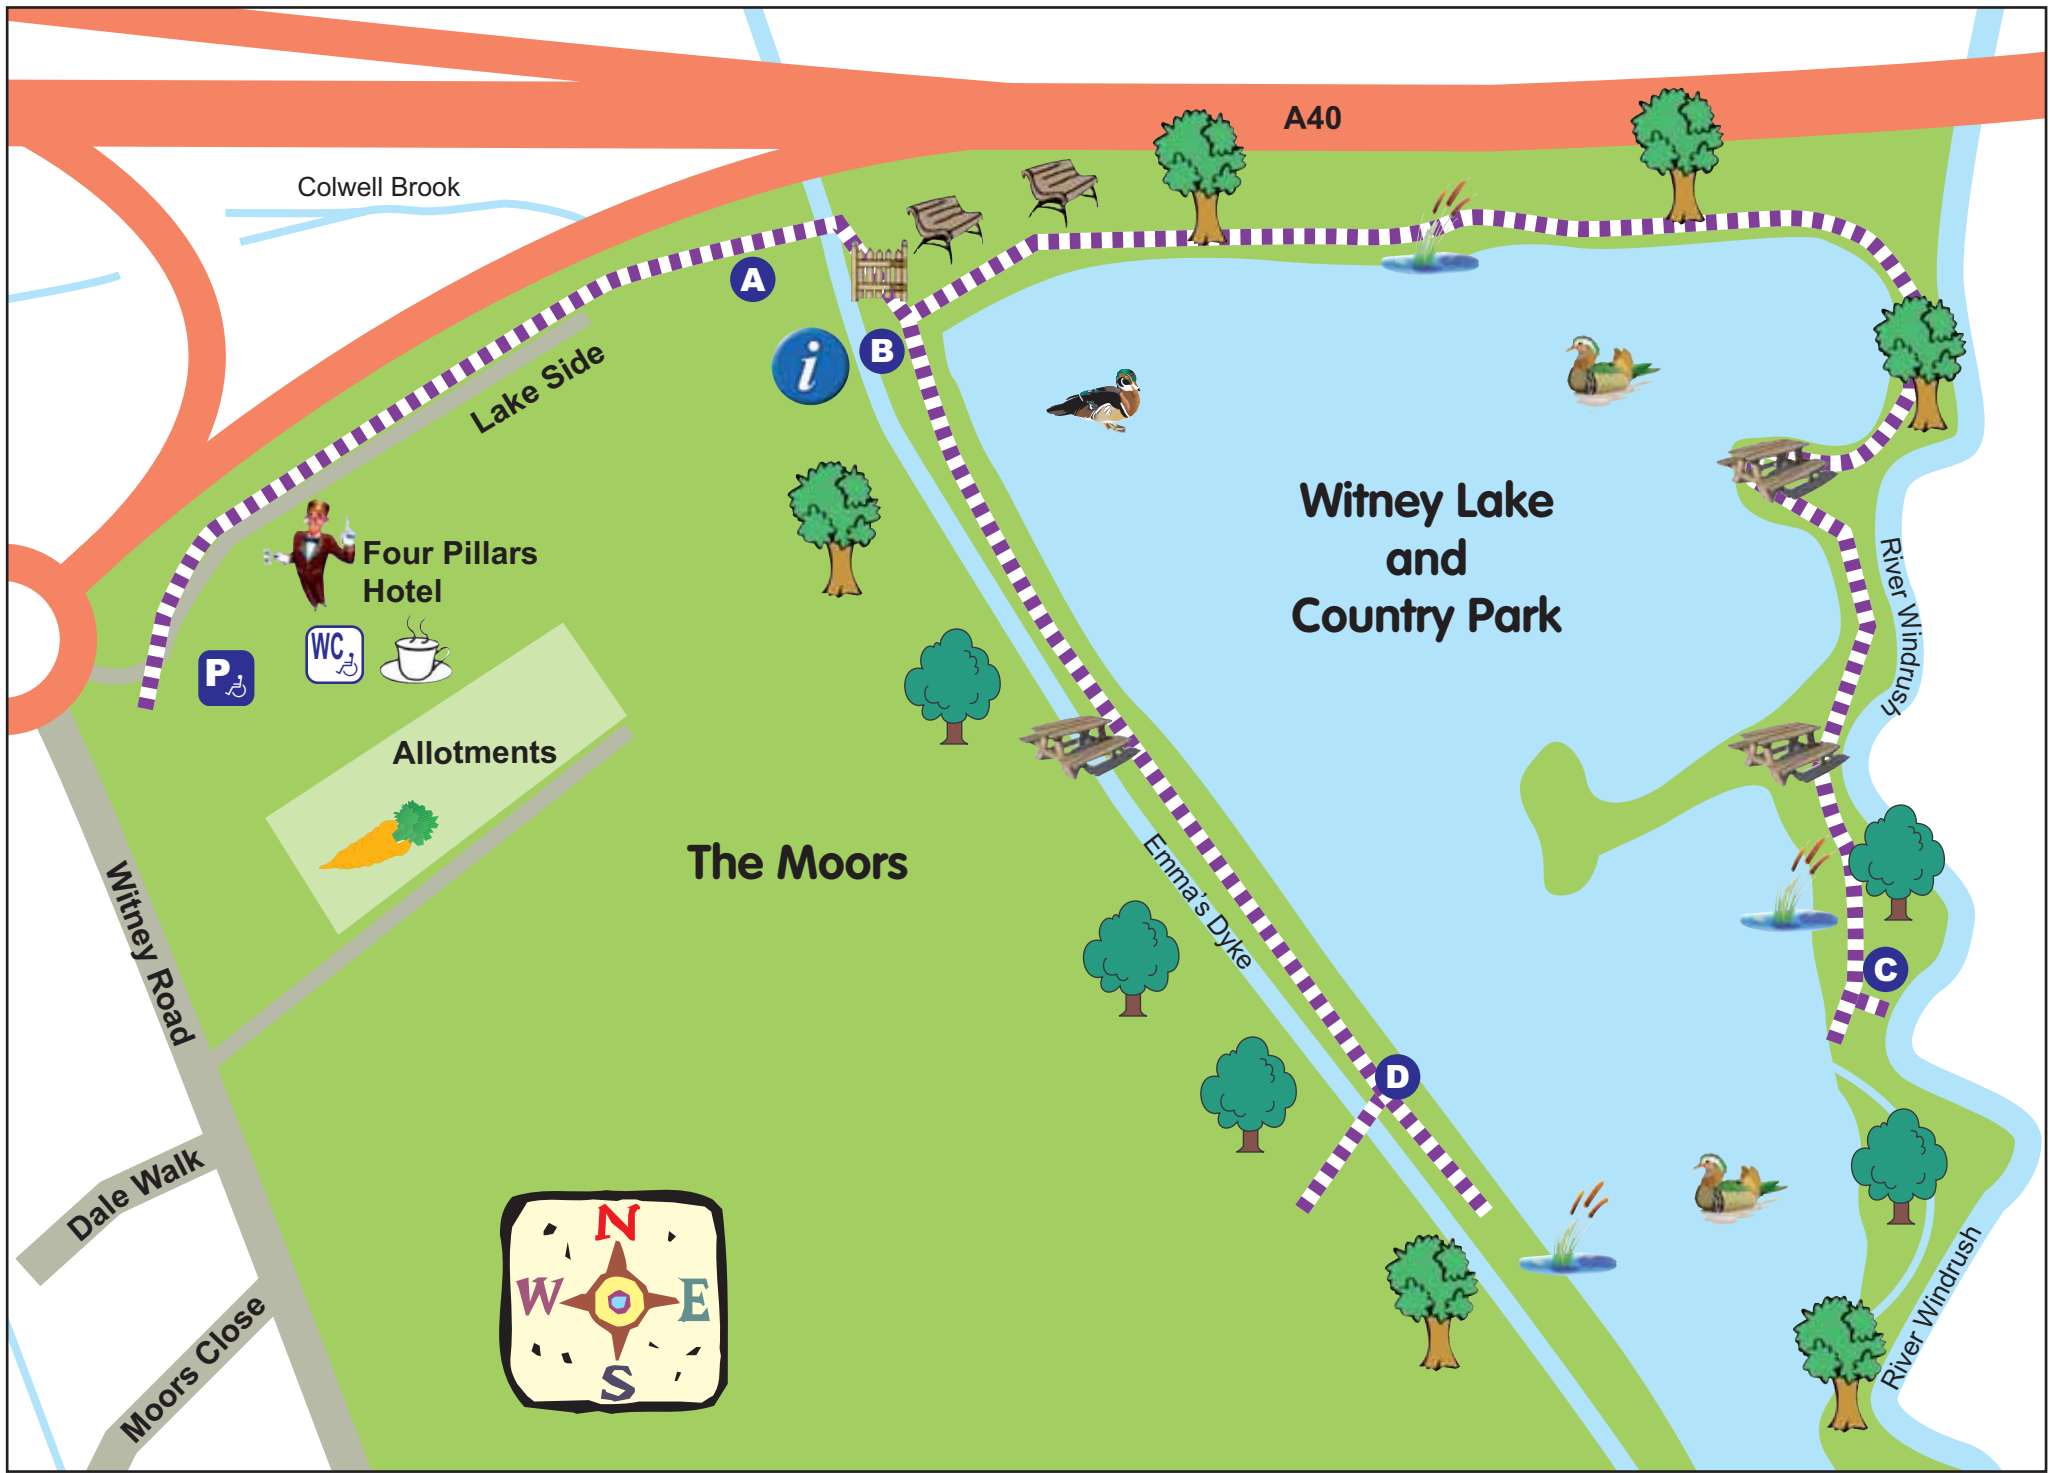 A40
Colwell Brook
A
B
Lake Side
i
Four Pillars
Hotel
P
WC
Allotments
Witney Lake
and
Country Park
River Windrush
The Moors
Emma's Dyke
Witney Road
C
D
Dale Walk
Moors Close
N
W
E
S
River Windrush